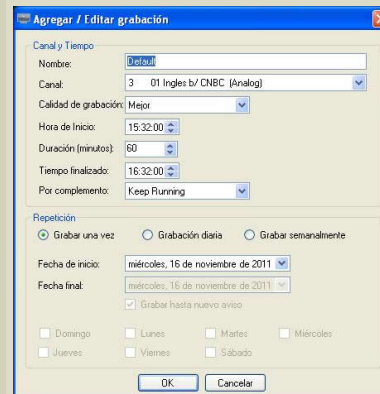 Agregar / Editar grabación
Canal y Tiempo
Nombre: Default
Canal: 3 01 Ingles b/ CNBC (Analog)
Calidad de grabación: Mejor
Hora de Inicio: 15:32:00
Duración (minutos): 60
Tiempo finalizado: 16:32:00
Por complemento: Keep Running
Repetición
Grabar una vez Grabación diaria Grabar semanalmente
Fecha de inicio: miércoles, 16 de noviembre de 2011
Fecha final: miércoles, 16 de noviembre de 2011
Grabar hasta nuevo aviso
Domingo Lunes Martes Miércoles
Jueves Viernes Sábado
OK Cancelar